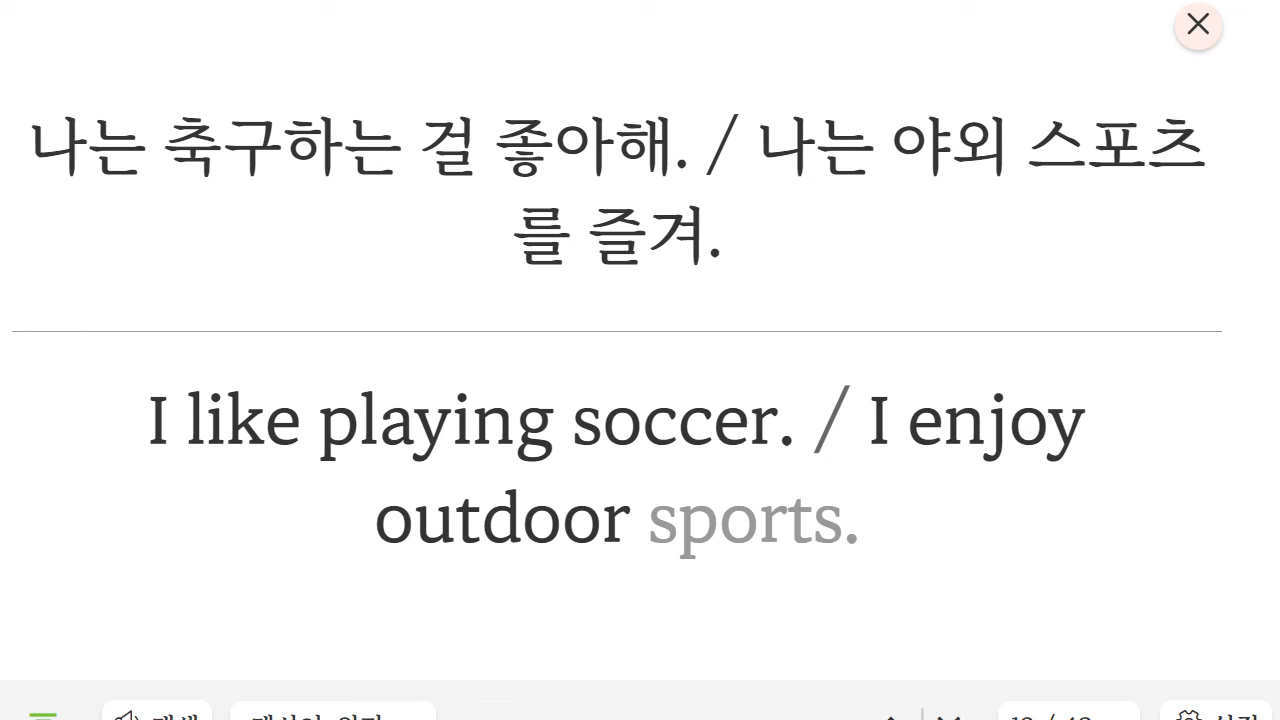 나는 축구하는 걸 좋아해. / 나는 야외 스포츠
를 즐겨.
I like playing soccer. / I enjoy
outdoor sports.